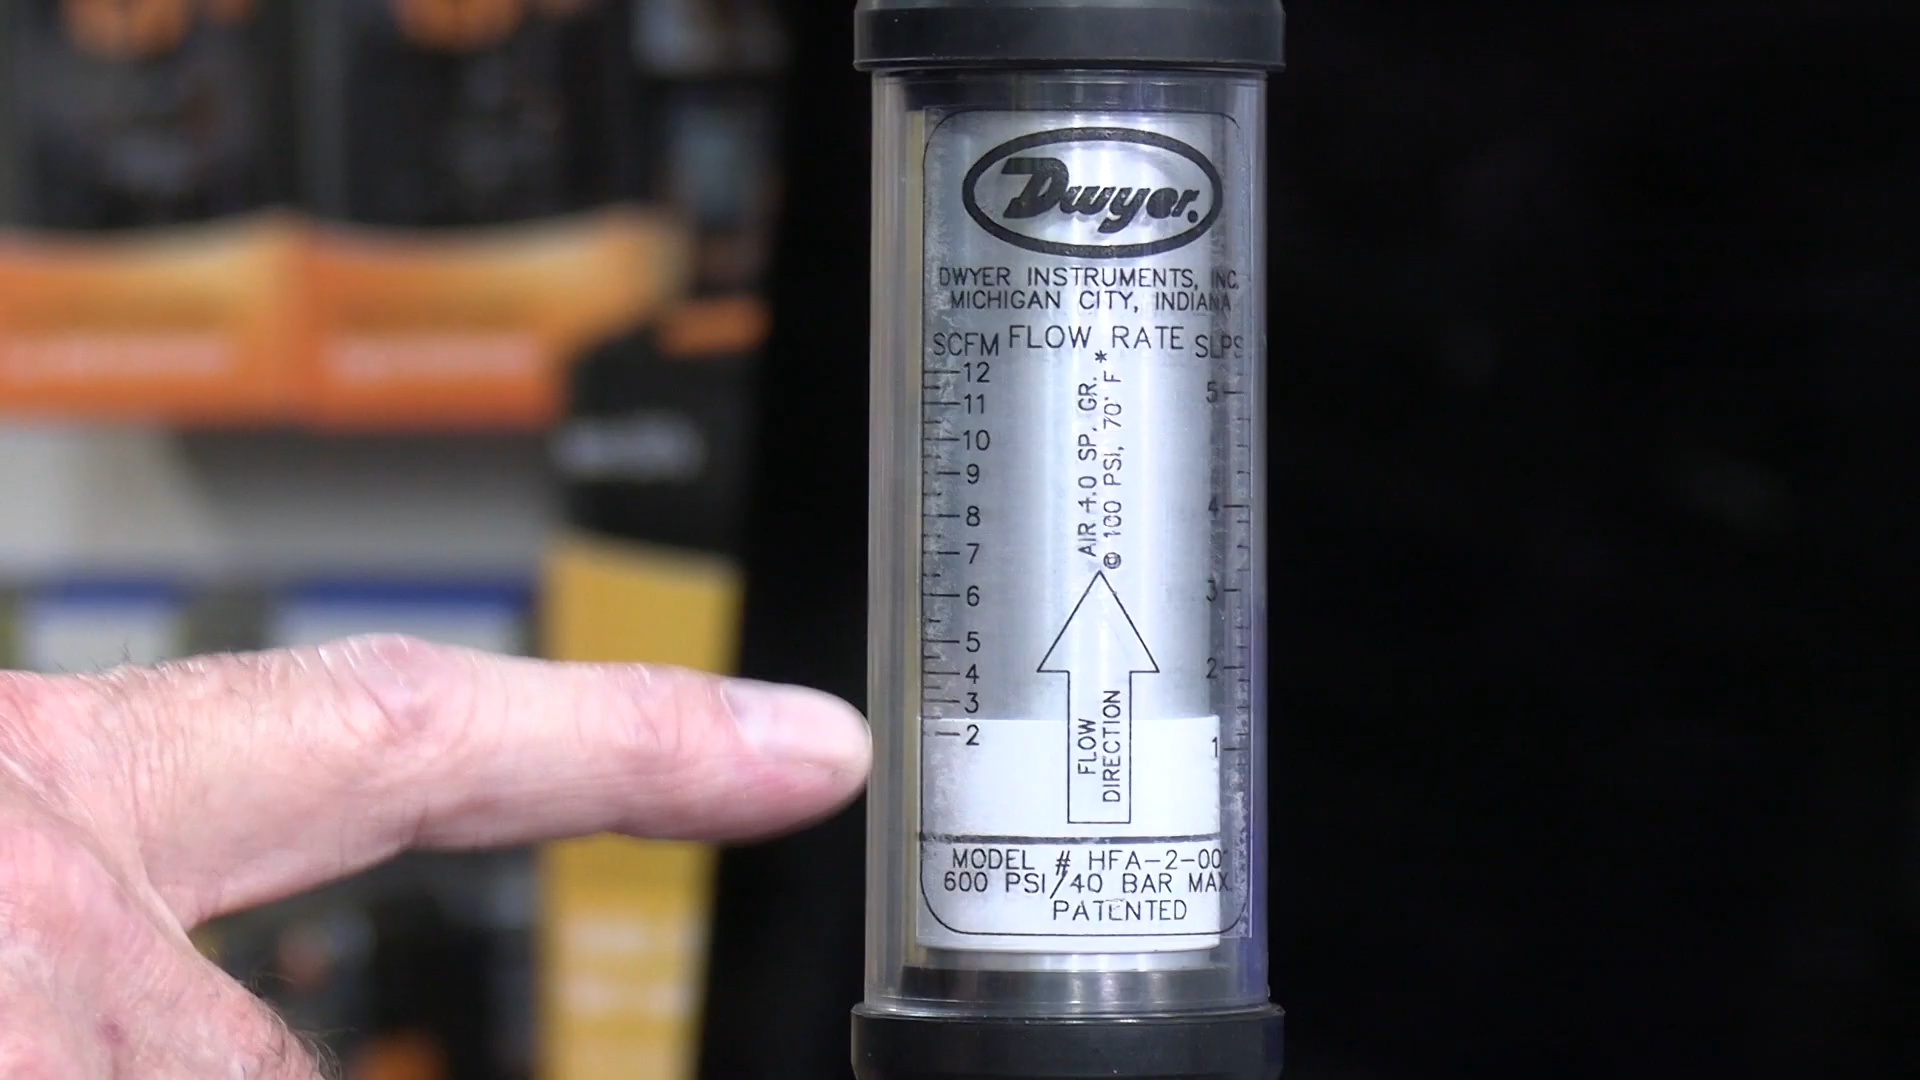 Dwyer.
DWYER INSTRUMENTS, INC.
MICHIGAN CITY, INDIANA
SCFM FLOW RATE SLPS
*
12
11
10
9
8
7
6
5
4
3
2
5
4
3
2
1
AIR 4.0 SP. GR.
@ 100 PSI, 70° F
FLOW
DIRECTION
MODEL # HFA-2-00
600 PSI/40 BAR MAX.
PATENTED